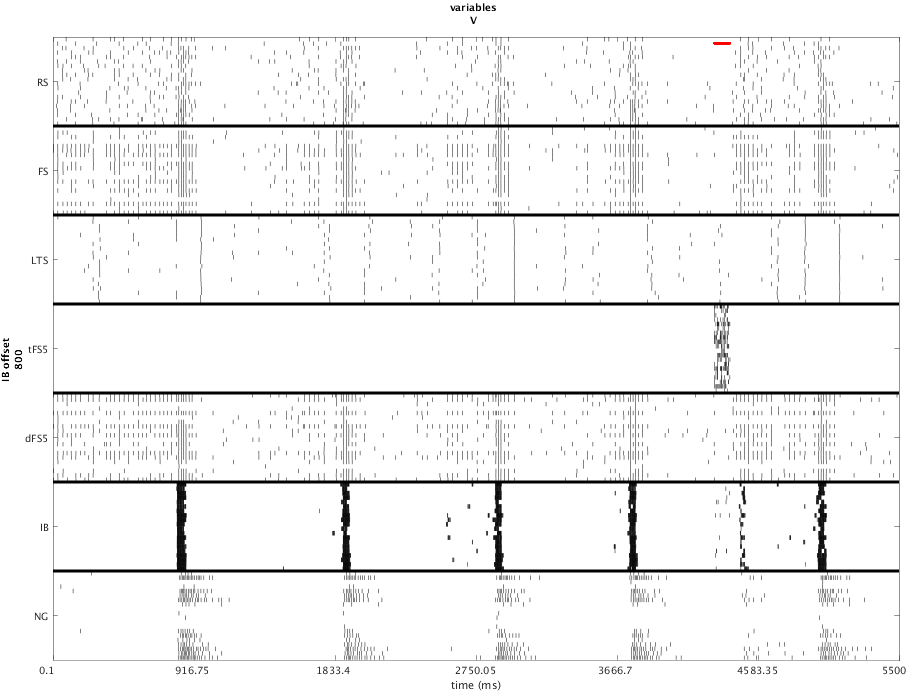 variables
V
RS
FS
LTS
IB offset
800
tFS5
dFS5
IB
NG
0.1
916.75
1833.4
2750.05
3666.7
4583.35
5500
time (ms)